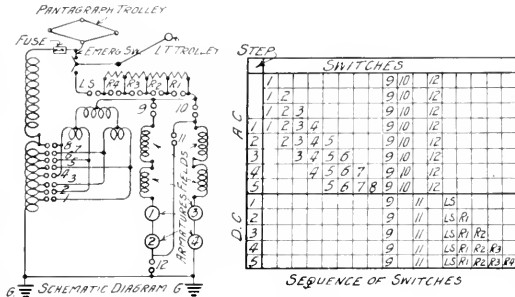 PANTAGRAPH TROLLEY
FUSE
EMERG SW.
L T TROLLEY
LS R4 R3 R2 R1
9 10
11
8
7
6
5
4
3
2
1
1 3
2 4
ARMATURES FIELDS
12
G. SCHEMATIC DIAGRAM G
STEP
SWITCHES
A.C
1 9 10 12
1 2 9 10 12
1 2 3 9 10 12
1 1 2 3 4 9 10 12
2 2 3 4 5 9 10 12
3 3 4 5 6 9 10 12
4 4 5 6 7 9 10 12
5 5 6 7 8 9 10 12
D.C
1 9 11 LS
2 9 11 LS R1
3 9 11 LS R1 R2
4 9 11 LS R1 R2 R3
5 9 11 LS R1 R2 R3 R4
SEQUENCE OF SWITCHES